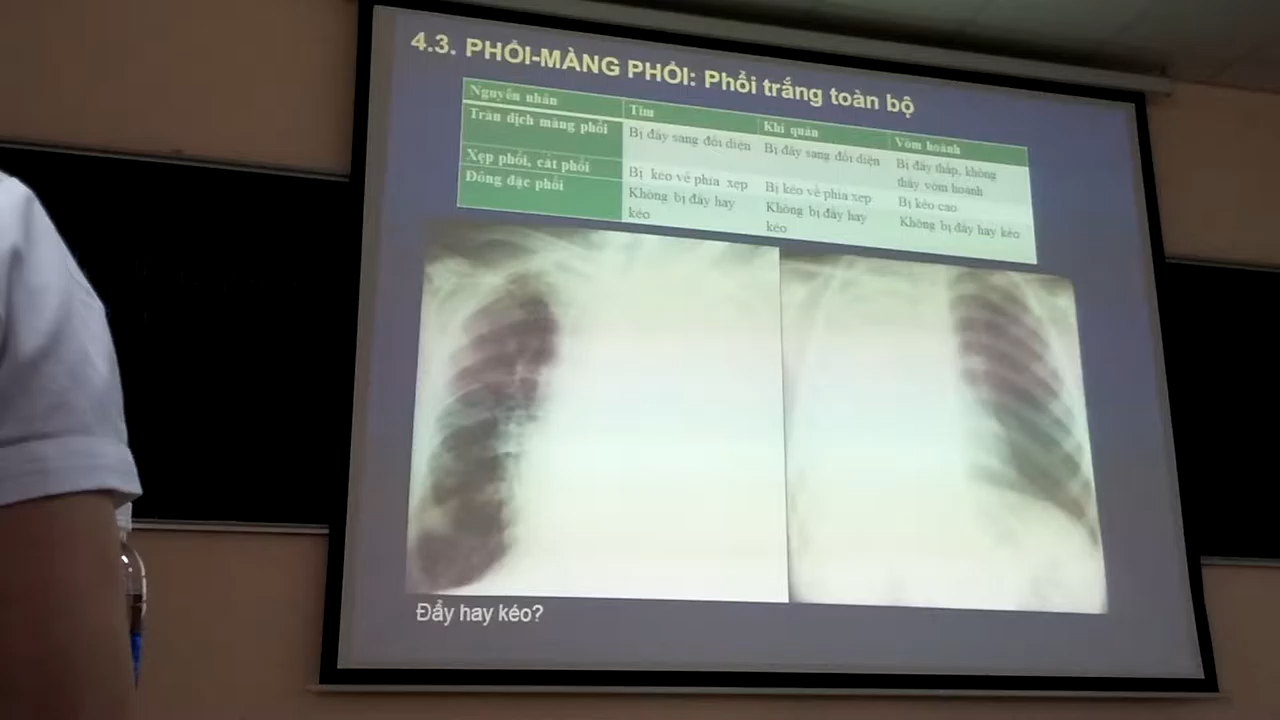 4.3. PHỔI-MÀNG PHỔI: Phổi trắng toàn bộ
Nguyên nhân Tim Khí quản Vòm hoành
Tràn dịch màng phổi Bị đẩy sang đối diện Bị đẩy sang đối diện Bị đẩy thấp, không
thấy vòm hoành
Xẹp phổi, cắt phổi Bị kéo về phía xẹp Bị kéo về phía xẹp Bị kéo cao
Đông đặc phổi Không bị đẩy hay Không bị đẩy hay Không bị đẩy hay kéo
kéo kéo
Đẩy hay kéo?